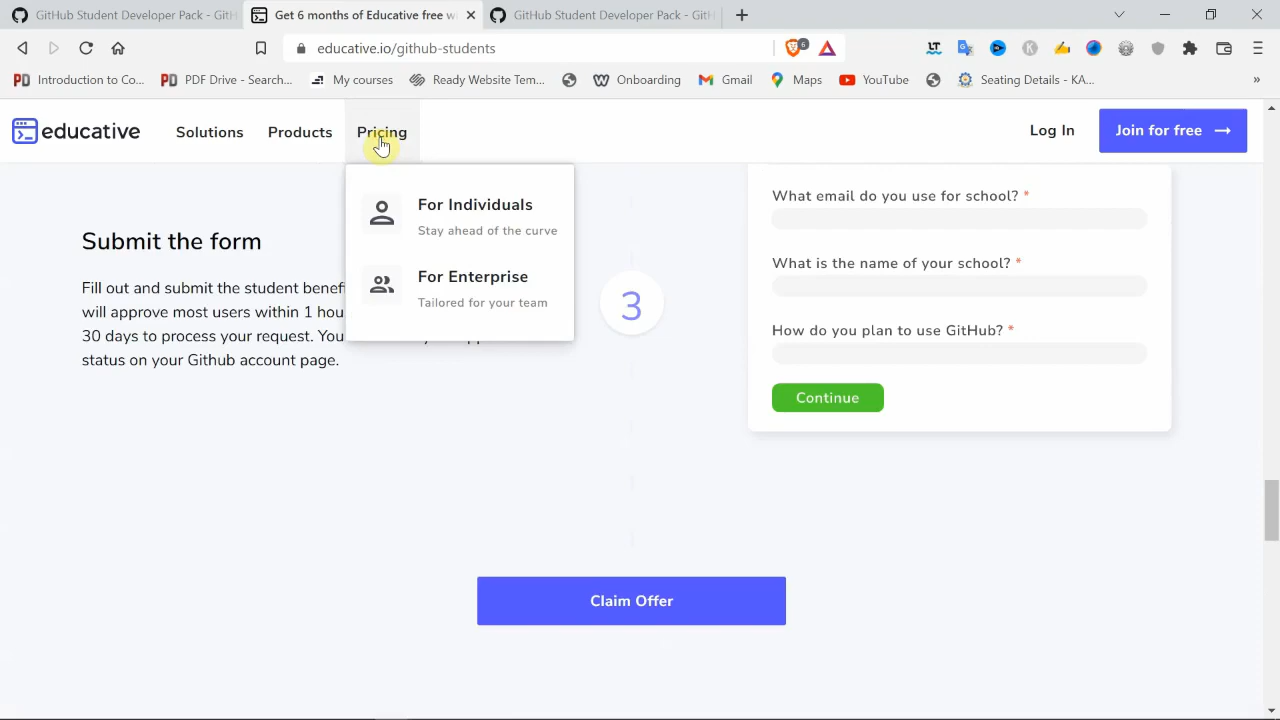 GitHub Student Developer Pack - GitH
Get 6 months of Educative free w
GitHub Student Developer Pack - GitH
educative.io/github-students
6
Introduction to Co...
PDF Drive - Search...
My courses
Ready Website Tem...
Onboarding
Gmail
Maps
YouTube
Seating Details - KA...
»
educative
Solutions
Products
Pricing
Log In
Join for free →
For Individuals
Stay ahead of the curve
For Enterprise
Tailored for your team
Submit the form
Fill out and submit the student benef
will approve most users within 1 hou
30 days to process your request. You
status on your Github account page.
3
What email do you use for school? *
What is the name of your school? *
How do you plan to use GitHub? *
Continue
Claim Offer